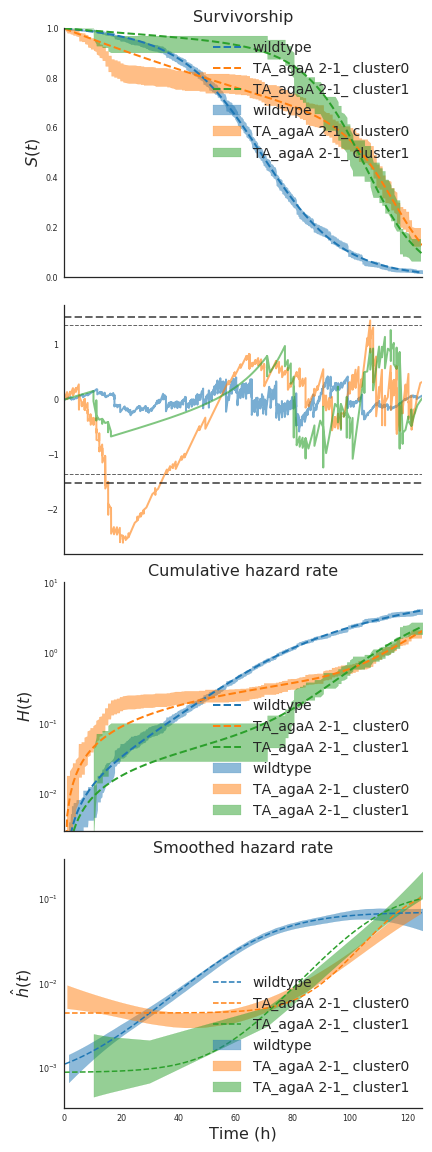 Survivorship
1.0
0.8
0.6
0.4
0.2
0.0
S(t)
wildtype
TA_agaA 2-1_ cluster0
TA_agaA 2-1_ cluster1
wildtype
TA_agaA 2-1_ cluster0
TA_agaA 2-1_ cluster1
1
0
−1
−2
Cumulative hazard rate
10¹
10⁰
10⁻¹
10⁻²
H(t)
wildtype
TA_agaA 2-1_ cluster0
TA_agaA 2-1_ cluster1
wildtype
TA_agaA 2-1_ cluster0
TA_agaA 2-1_ cluster1
Smoothed hazard rate
10⁻¹
10⁻²
10⁻³
ĥ(t)
wildtype
TA_agaA 2-1_ cluster0
TA_agaA 2-1_ cluster1
wildtype
TA_agaA 2-1_ cluster0
TA_agaA 2-1_ cluster1
0 20 40 60 80 100 120
Time (h)